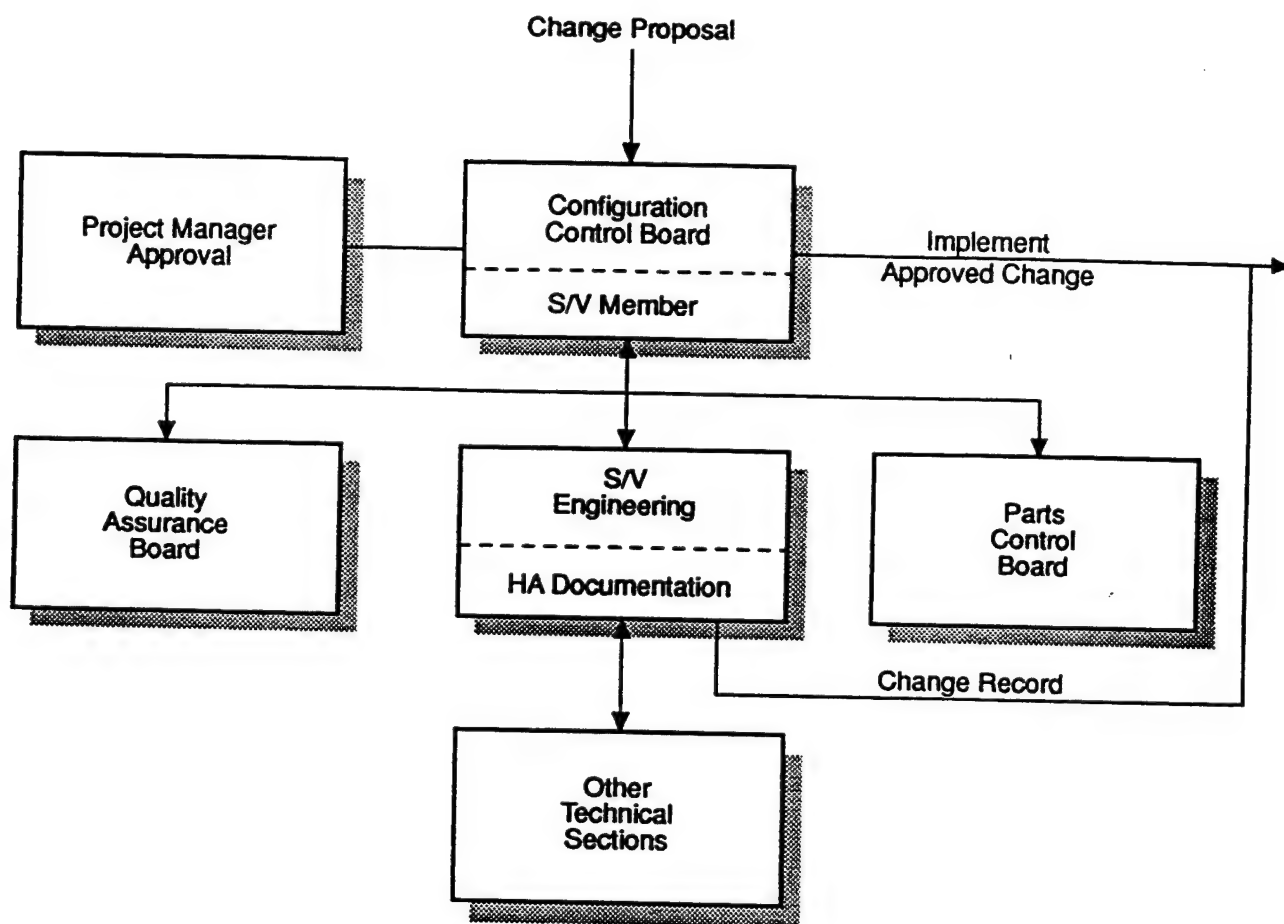 Change Proposal
Project Manager
Approval
Configuration
Control Board
S/V Member
Implement
Approved Change
Quality
Assurance
Board
S/V
Engineering
HA Documentation
Parts
Control
Board
Change Record
Other
Technical
Sections